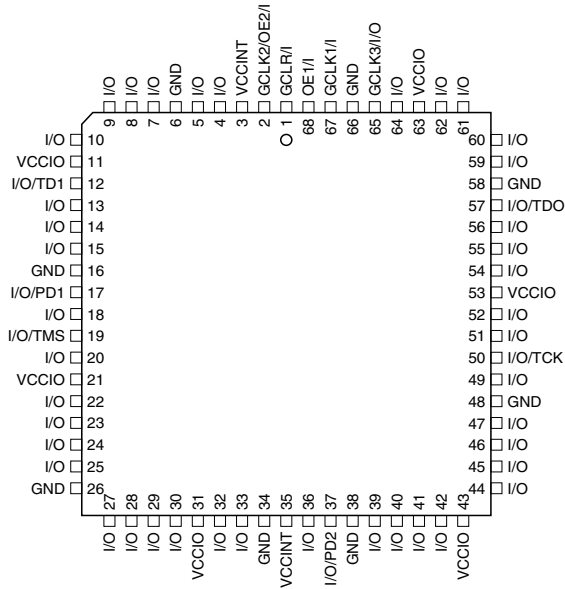 I/O
I/O
I/O
GND
I/O
I/O
VCCINT
GCLK2/OE2/I
GCLR/I
OE1/I
GCLK1/I
GND
GCLK3/I/O
I/O
VCCIO
I/O
I/O
9
8
7
6
5
4
3
2
1
68
67
66
65
64
63
62
61
I/O 10
VCCIO 11
I/O/TD1 12
I/O 13
I/O 14
I/O 15
GND 16
I/O/PD1 17
I/O 18
I/O/TMS 19
I/O 20
VCCIO 21
I/O 22
I/O 23
I/O 24
I/O 25
GND 26
60 I/O
59 I/O
58 GND
57 I/O/TDO
56 I/O
55 I/O
54 I/O
53 VCCIO
52 I/O
51 I/O
50 I/O/TCK
49 I/O
48 GND
47 I/O
46 I/O
45 I/O
44 I/O
27
28
29
30
31
32
33
34
35
36
37
38
39
40
41
42
43
I/O
I/O
I/O
I/O
VCCIO
I/O
I/O
GND
VCCINT
I/O
I/O/PD2
GND
I/O
I/O
I/O
I/O
VCCIO